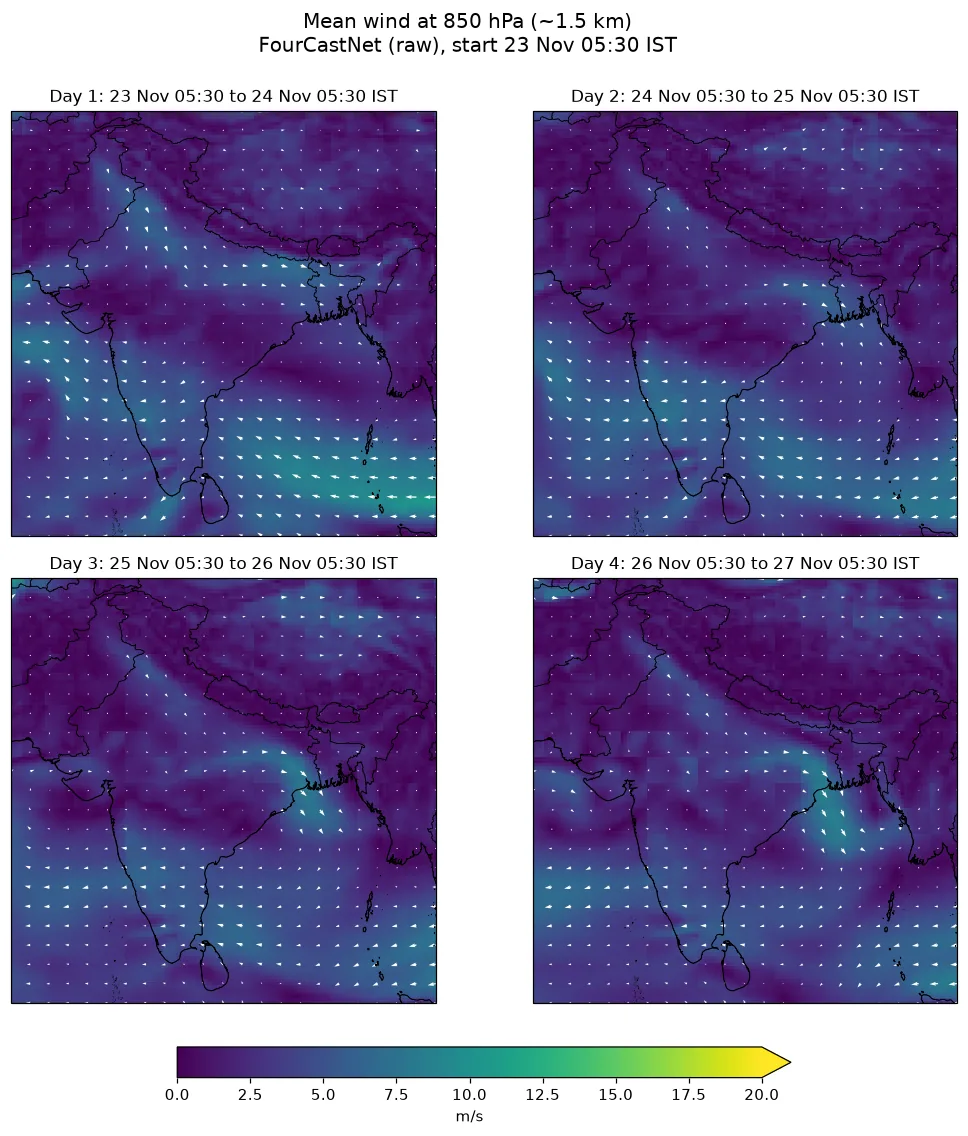 Mean wind at 850 hPa (~1.5 km)
FourCastNet (raw), start 23 Nov 05:30 IST
Day 1: 23 Nov 05:30 to 24 Nov 05:30 IST
Day 2: 24 Nov 05:30 to 25 Nov 05:30 IST
Day 3: 25 Nov 05:30 to 26 Nov 05:30 IST
Day 4: 26 Nov 05:30 to 27 Nov 05:30 IST
0.0 2.5 5.0 7.5 10.0 12.5 15.0 17.5 20.0
m/s